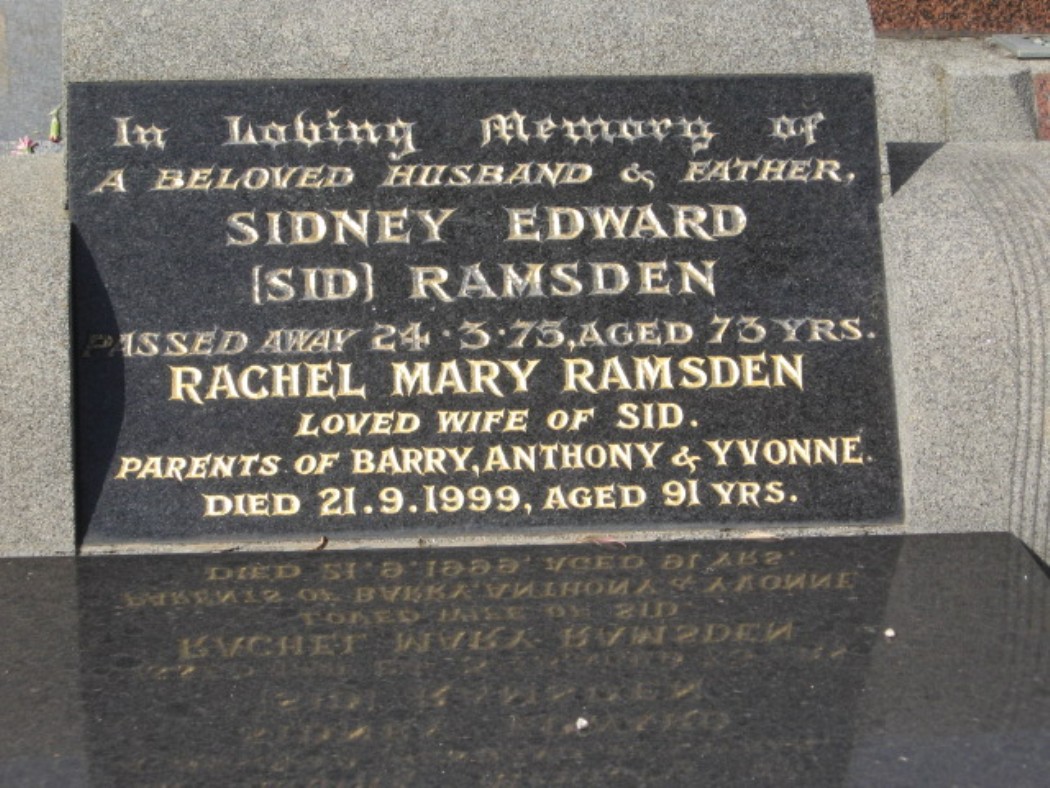 In Loving Memory of
A BELOVED HUSBAND & FATHER,
SIDNEY EDWARD
[SID] RAMSDEN
PASSED AWAY 24·3·75, AGED 73 YRS.
RACHEL MARY RAMSDEN
LOVED WIFE OF SID.
PARENTS OF BARRY, ANTHONY & YVONNE.
DIED 21.9.1999, AGED 91 YRS.